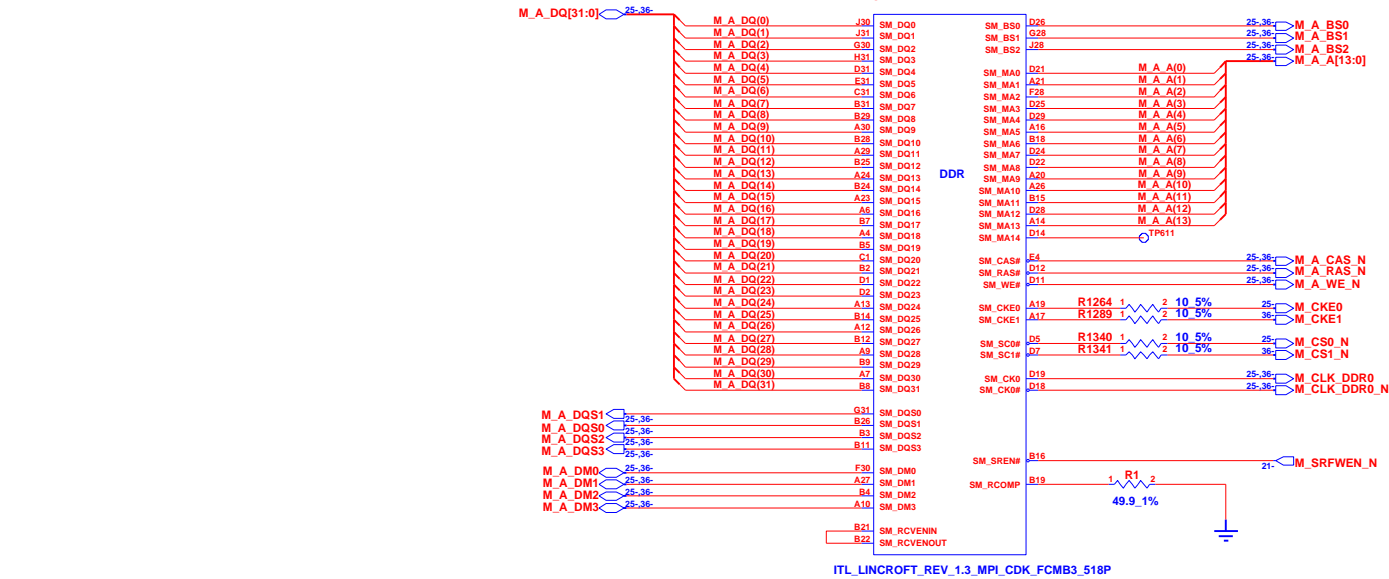 M_A_DQ[31:0] 25-,36-
M_A_DQ(0) J30 SM_DQ0 SM_BS0 D26 25-,36- M_A_BS0
M_A_DQ(1) J31 SM_DQ1 SM_BS1 G28 25-,36- M_A_BS1
M_A_DQ(2) G30 SM_DQ2 SM_BS2 J28 25-,36- M_A_BS2
M_A_DQ(3) H31 SM_DQ3 25-,36- M_A_A[13:0]
M_A_DQ(4) D31 SM_DQ4 SM_MA0 D21 M_A_A(0)
M_A_DQ(5) E31 SM_DQ5 SM_MA1 A21 M_A_A(1)
M_A_DQ(6) C31 SM_DQ6 SM_MA2 F28 M_A_A(2)
M_A_DQ(7) B31 SM_DQ7 SM_MA3 D25 M_A_A(3)
M_A_DQ(8) B29 SM_DQ8 SM_MA4 D29 M_A_A(4)
M_A_DQ(9) A30 SM_DQ9 SM_MA5 A16 M_A_A(5)
M_A_DQ(10) B28 SM_DQ10 SM_MA6 B18 M_A_A(6)
M_A_DQ(11) A29 SM_DQ11 SM_MA7 D24 M_A_A(7)
M_A_DQ(12) B25 SM_DQ12 SM_MA8 D22 M_A_A(8)
M_A_DQ(13) A24 SM_DQ13 DDR SM_MA9 A20 M_A_A(9)
M_A_DQ(14) B24 SM_DQ14 SM_MA10 A26 M_A_A(10)
M_A_DQ(15) A23 SM_DQ15 SM_MA11 B15 M_A_A(11)
M_A_DQ(16) A6 SM_DQ16 SM_MA12 D28 M_A_A(12)
M_A_DQ(17) B7 SM_DQ17 SM_MA13 A14 M_A_A(13)
M_A_DQ(18) A4 SM_DQ18 SM_MA14 D14 TP611
M_A_DQ(19) B5 SM_DQ19
M_A_DQ(20) C1 SM_DQ20 SM_CAS# E4 25-,36- M_A_CAS_N
M_A_DQ(21) B2 SM_DQ21 SM_RAS# D12 25-,36- M_A_RAS_N
M_A_DQ(22) D1 SM_DQ22 SM_WE# D11 25-,36- M_A_WE_N
M_A_DQ(23) D2 SM_DQ23
M_A_DQ(24) A13 SM_DQ24 SM_CKE0 A19 R1264 1 2 10_5% 25- M_CKE0
M_A_DQ(25) B14 SM_DQ25 SM_CKE1 A17 R1289 1 2 10_5% 36- M_CKE1
M_A_DQ(26) A12 SM_DQ26
M_A_DQ(27) B12 SM_DQ27 SM_SC0# D5 R1340 1 2 10_5% 25- M_CS0_N
M_A_DQ(28) A9 SM_DQ28 SM_SC1# D7 R1341 1 2 10_5% 36- M_CS1_N
M_A_DQ(29) B9 SM_DQ29
M_A_DQ(30) A7 SM_DQ30 SM_CK0 D19 25-,36- M_CLK_DDR0
M_A_DQ(31) B8 SM_DQ31 SM_CK0# D18 25-,36- M_CLK_DDR0_N
M_A_DQS1 25-,36- G31 SM_DQS0
M_A_DQS0 25-,36- B26 SM_DQS1
M_A_DQS2 25-,36- B3 SM_DQS2
M_A_DQS3 25-,36- B11 SM_DQS3
SM_SREN# B16 21- M_SRFWEN_N
M_A_DM0 25-,36- F30 SM_DM0
M_A_DM1 25-,36- A27 SM_DM1 SM_RCOMP B19 1 R1 2
M_A_DM2 25-,36- B4 SM_DM2 49.9_1%
M_A_DM3 25-,36- A10 SM_DM3
B21 SM_RCVENIN
B22 SM_RCVENOUT
ITL_LINCROFT_REV_1.3_MPI_CDK_FCMB3_518P